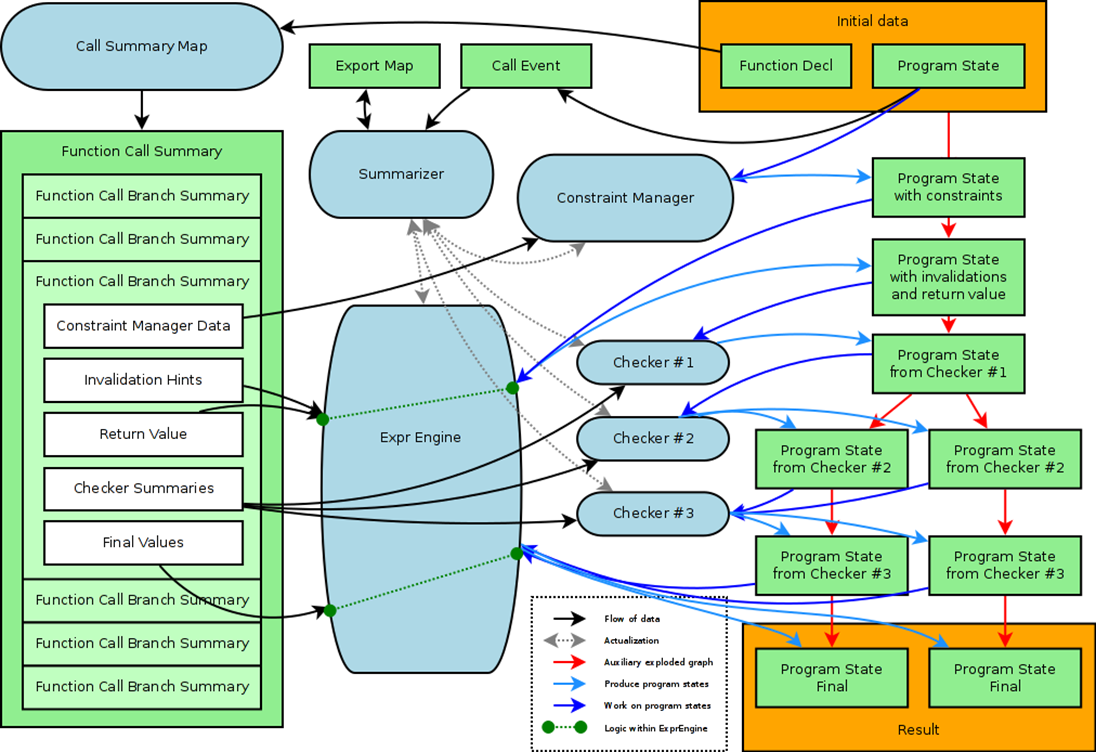 Call Summary Map
Initial data
Export Map
Call Event
Function Decl
Program State
Function Call Summary
Summarizer
Constraint Manager
Program State
with constraints
Function Call Branch Summary
Function Call Branch Summary
Function Call Branch Summary
Program State
with invalidations
and return value
Constraint Manager Data
Invalidation Hints
Return Value
Checker Summaries
Final Values
Expr Engine
Checker #1
Checker #2
Checker #3
Program State
from Checker #1
Program State
from Checker #2
Program State
from Checker #2
Program State
from Checker #3
Program State
from Checker #3
Function Call Branch Summary
Function Call Branch Summary
Function Call Branch Summary
Flow of data
Actualization
Auxiliary exploded graph
Produce program states
Work on program states
Logic within ExprEngine
Program State
Final
Program State
Final
Result